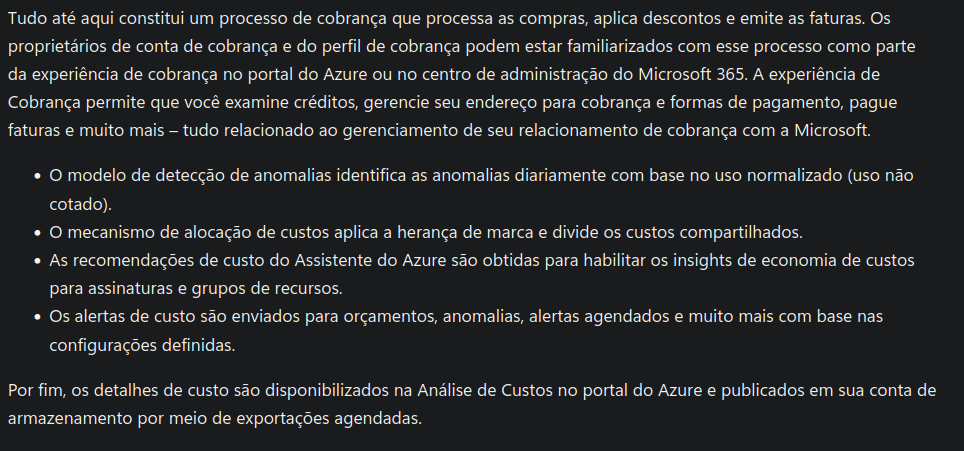 Tudo até aqui constitui um processo de cobrança que processa as compras, aplica descontos e emite as faturas. Os
proprietários de conta de cobrança e do perfil de cobrança podem estar familiarizados com esse processo como parte
da experiência de cobrança no portal do Azure ou no centro de administração do Microsoft 365. A experiência de
Cobrança permite que você examine créditos, gerencie seu endereço para cobrança e formas de pagamento, pague
faturas e muito mais – tudo relacionado ao gerenciamento de seu relacionamento de cobrança com a Microsoft.
• O modelo de detecção de anomalias identifica as anomalias diariamente com base no uso normalizado (uso não
cotado).
• O mecanismo de alocação de custos aplica a herança de marca e divide os custos compartilhados.
• As recomendações de custo do Assistente do Azure são obtidas para habilitar os insights de economia de custos
para assinaturas e grupos de recursos.
• Os alertas de custo são enviados para orçamentos, anomalias, alertas agendados e muito mais com base nas
configurações definidas.
Por fim, os detalhes de custo são disponibilizados na Análise de Custos no portal do Azure e publicados em sua conta de
armazenamento por meio de exportações agendadas.